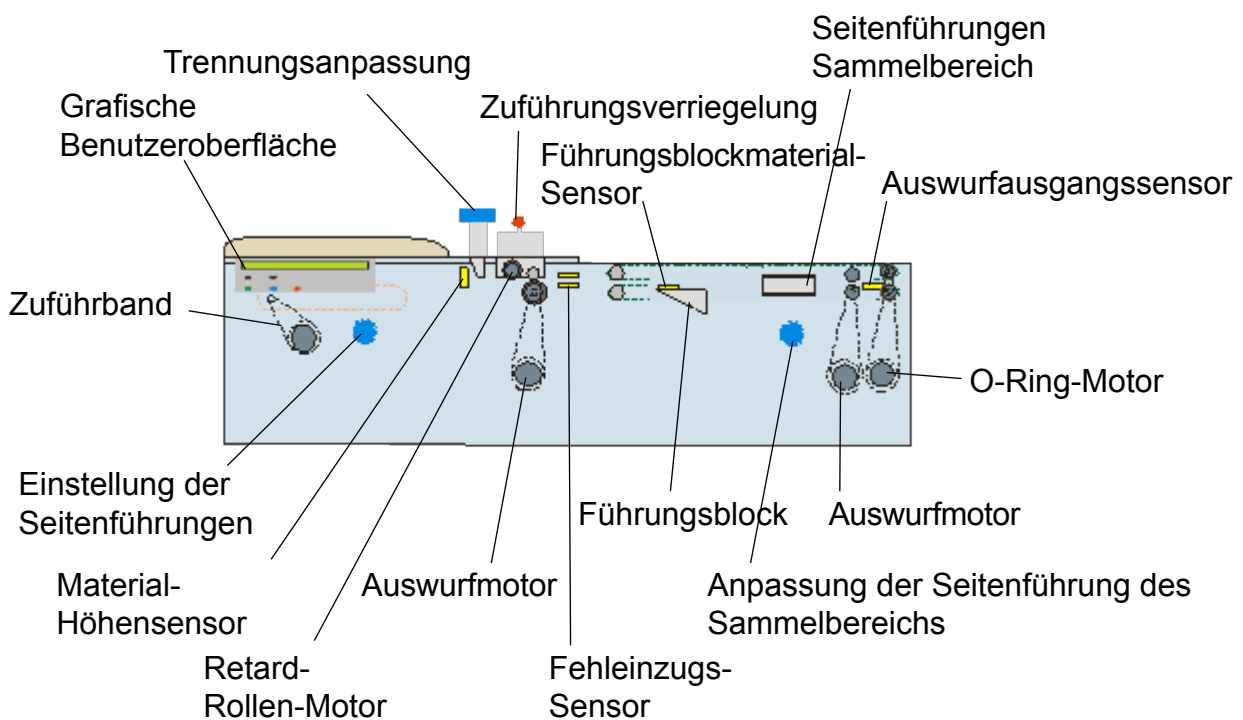 Seitenführungen
Sammelbereich
Trennungsanpassung
Grafische
Benutzeroberfläche
Zuführungsverriegelung
Führungsblockmaterial-
Sensor
Auswurfausgangssensor
Zuführband
O-Ring-Motor
Einstellung der
Seitenführungen
Führungsblock
Auswurfmotor
Material-
Höhensensor
Auswurfmotor
Anpassung der Seitenführung des
Sammelbereichs
Retard-
Rollen-Motor
Fehleinzugs-
Sensor